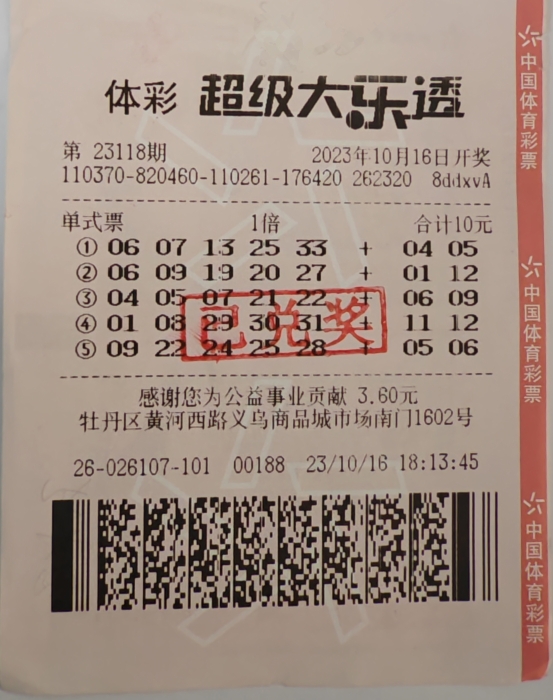 体彩 超级大乐透
第 23118期 2023年10月16日开奖
110370-820460-110261-176420 262320 8ddxvA
单式票 1倍 合计10元
① 06 07 13 25 33 + 04 05
② 06 09 19 20 27 + 01 12
③ 04 05 07 21 22 + 06 09
④ 01 08 29 30 31 + 11 12
⑤ 09 22 24 25 28 + 05 06
已兑奖
感谢您为公益事业贡献 3.60元
牡丹区黄河西路义乌商品城市场南门1602号
26-026107-101 00188 23/10/16 18:13:45
中国体育彩票
中国体育彩票
中国体育彩票